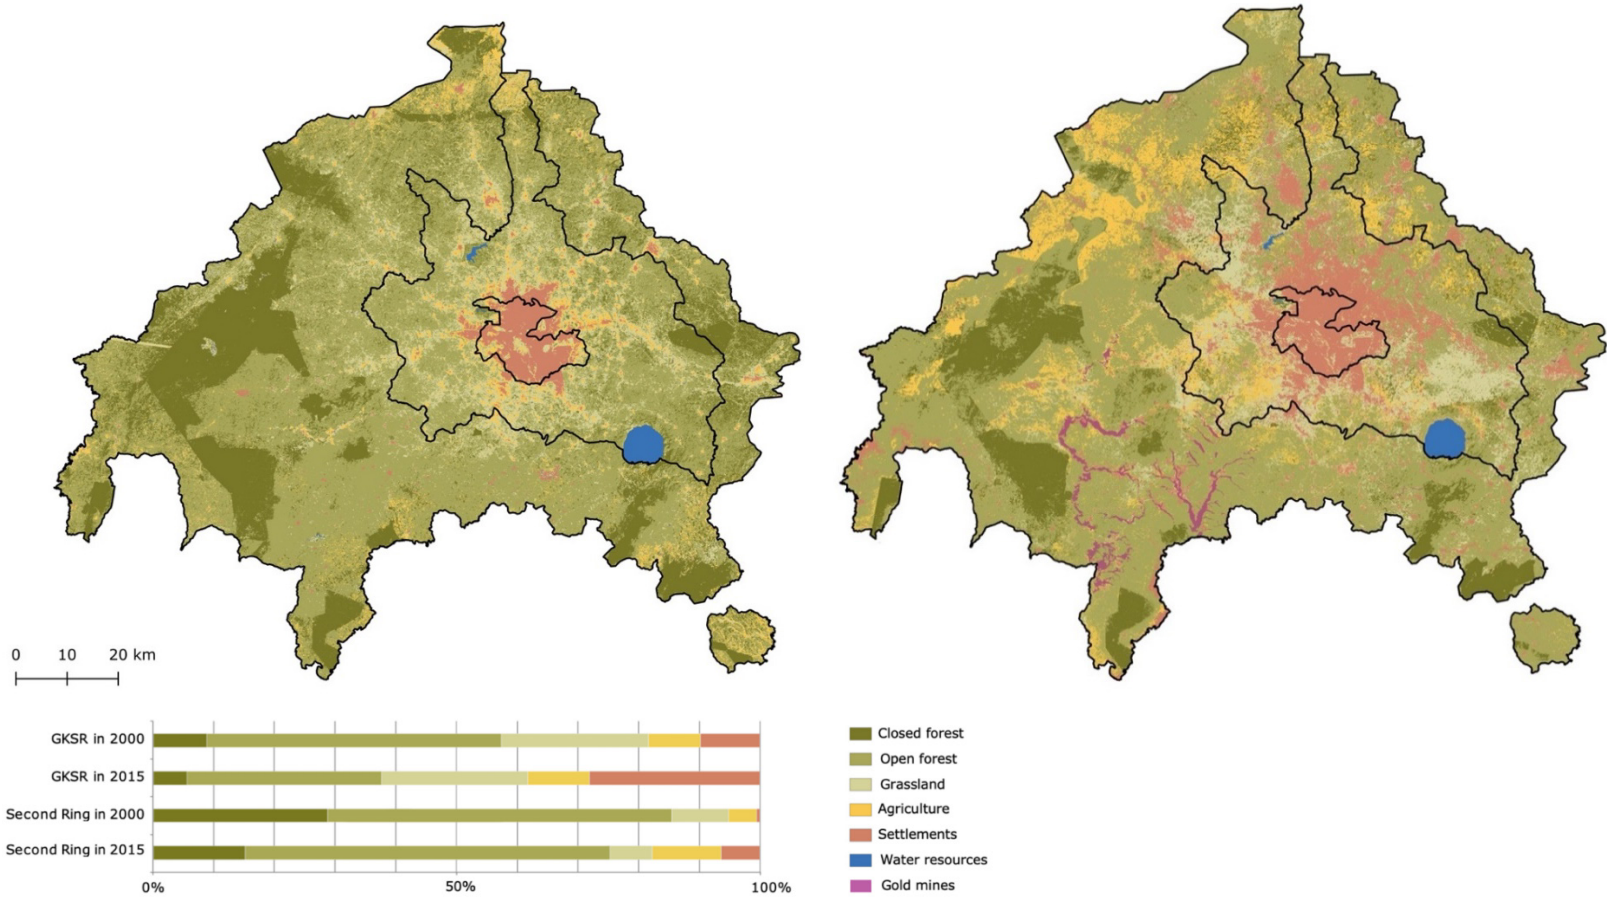 0 10 20 km
GKSR in 2000
GKSR in 2015
Second Ring in 2000
Second Ring in 2015
0% 50% 100%
Closed forest
Open forest
Grassland
Agriculture
Settlements
Water resources
Gold mines